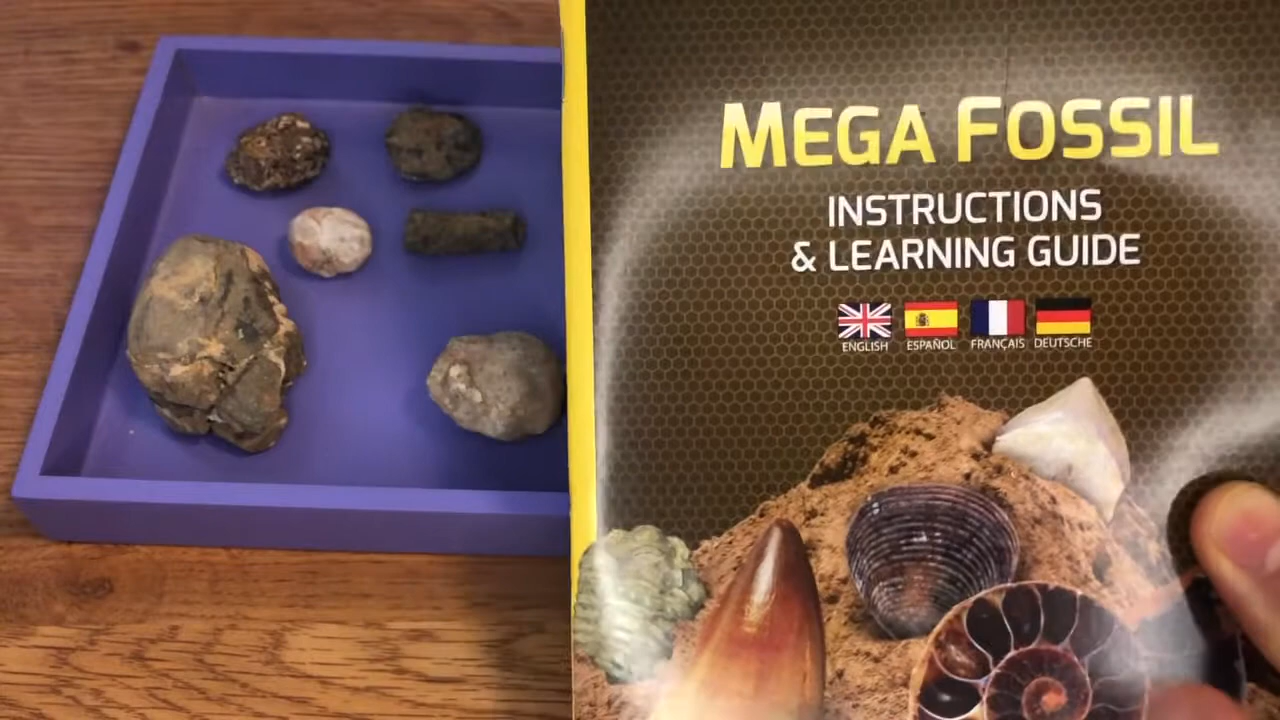 MEGA FOSSIL
INSTRUCTIONS
& LEARNING GUIDE
ENGLISH ESPAÑOL FRANÇAIS DEUTSCHE